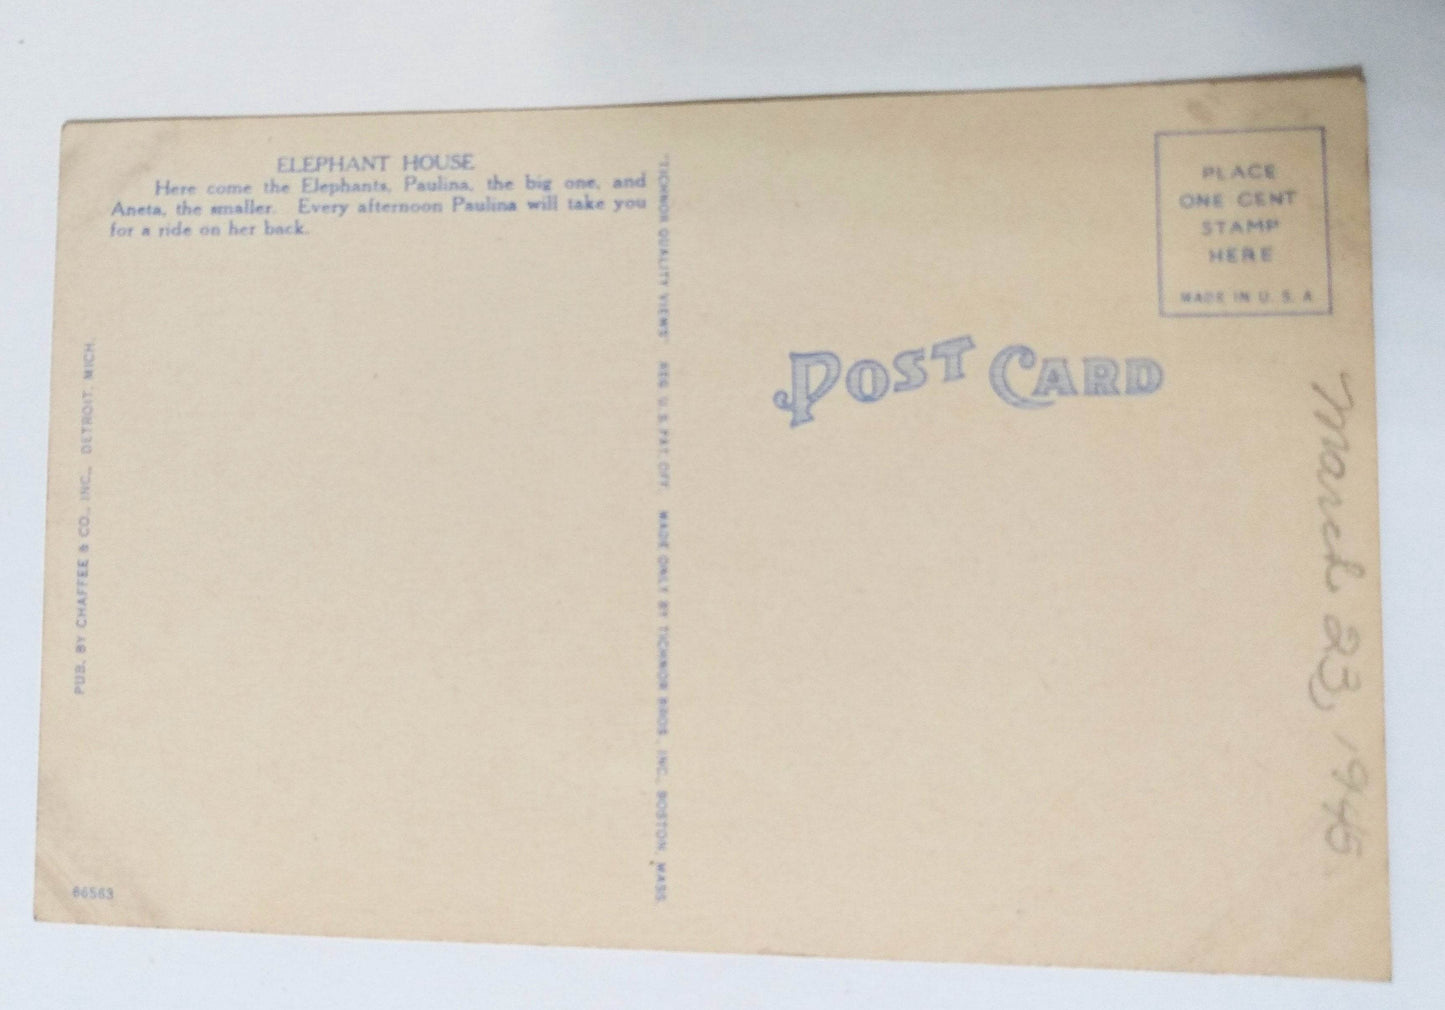 ELEPHANT HOUSE
Here come the Elephants, Paulina, the big one, and
Aneta, the smaller. Every afternoon Paulina will take you
for a ride on her back.
PUB. BY CHAFFEE & CO., INC., DETROIT, MICH.
66563
"TICHNOR QUALITY VIEWS" REG. U. S. PAT. OFF. MADE ONLY BY TICHNOR BROS., INC., BOSTON, MASS.
PLACE
ONE CENT
STAMP
HERE
MADE IN U. S. A.
POST CARD
March 23, 1945